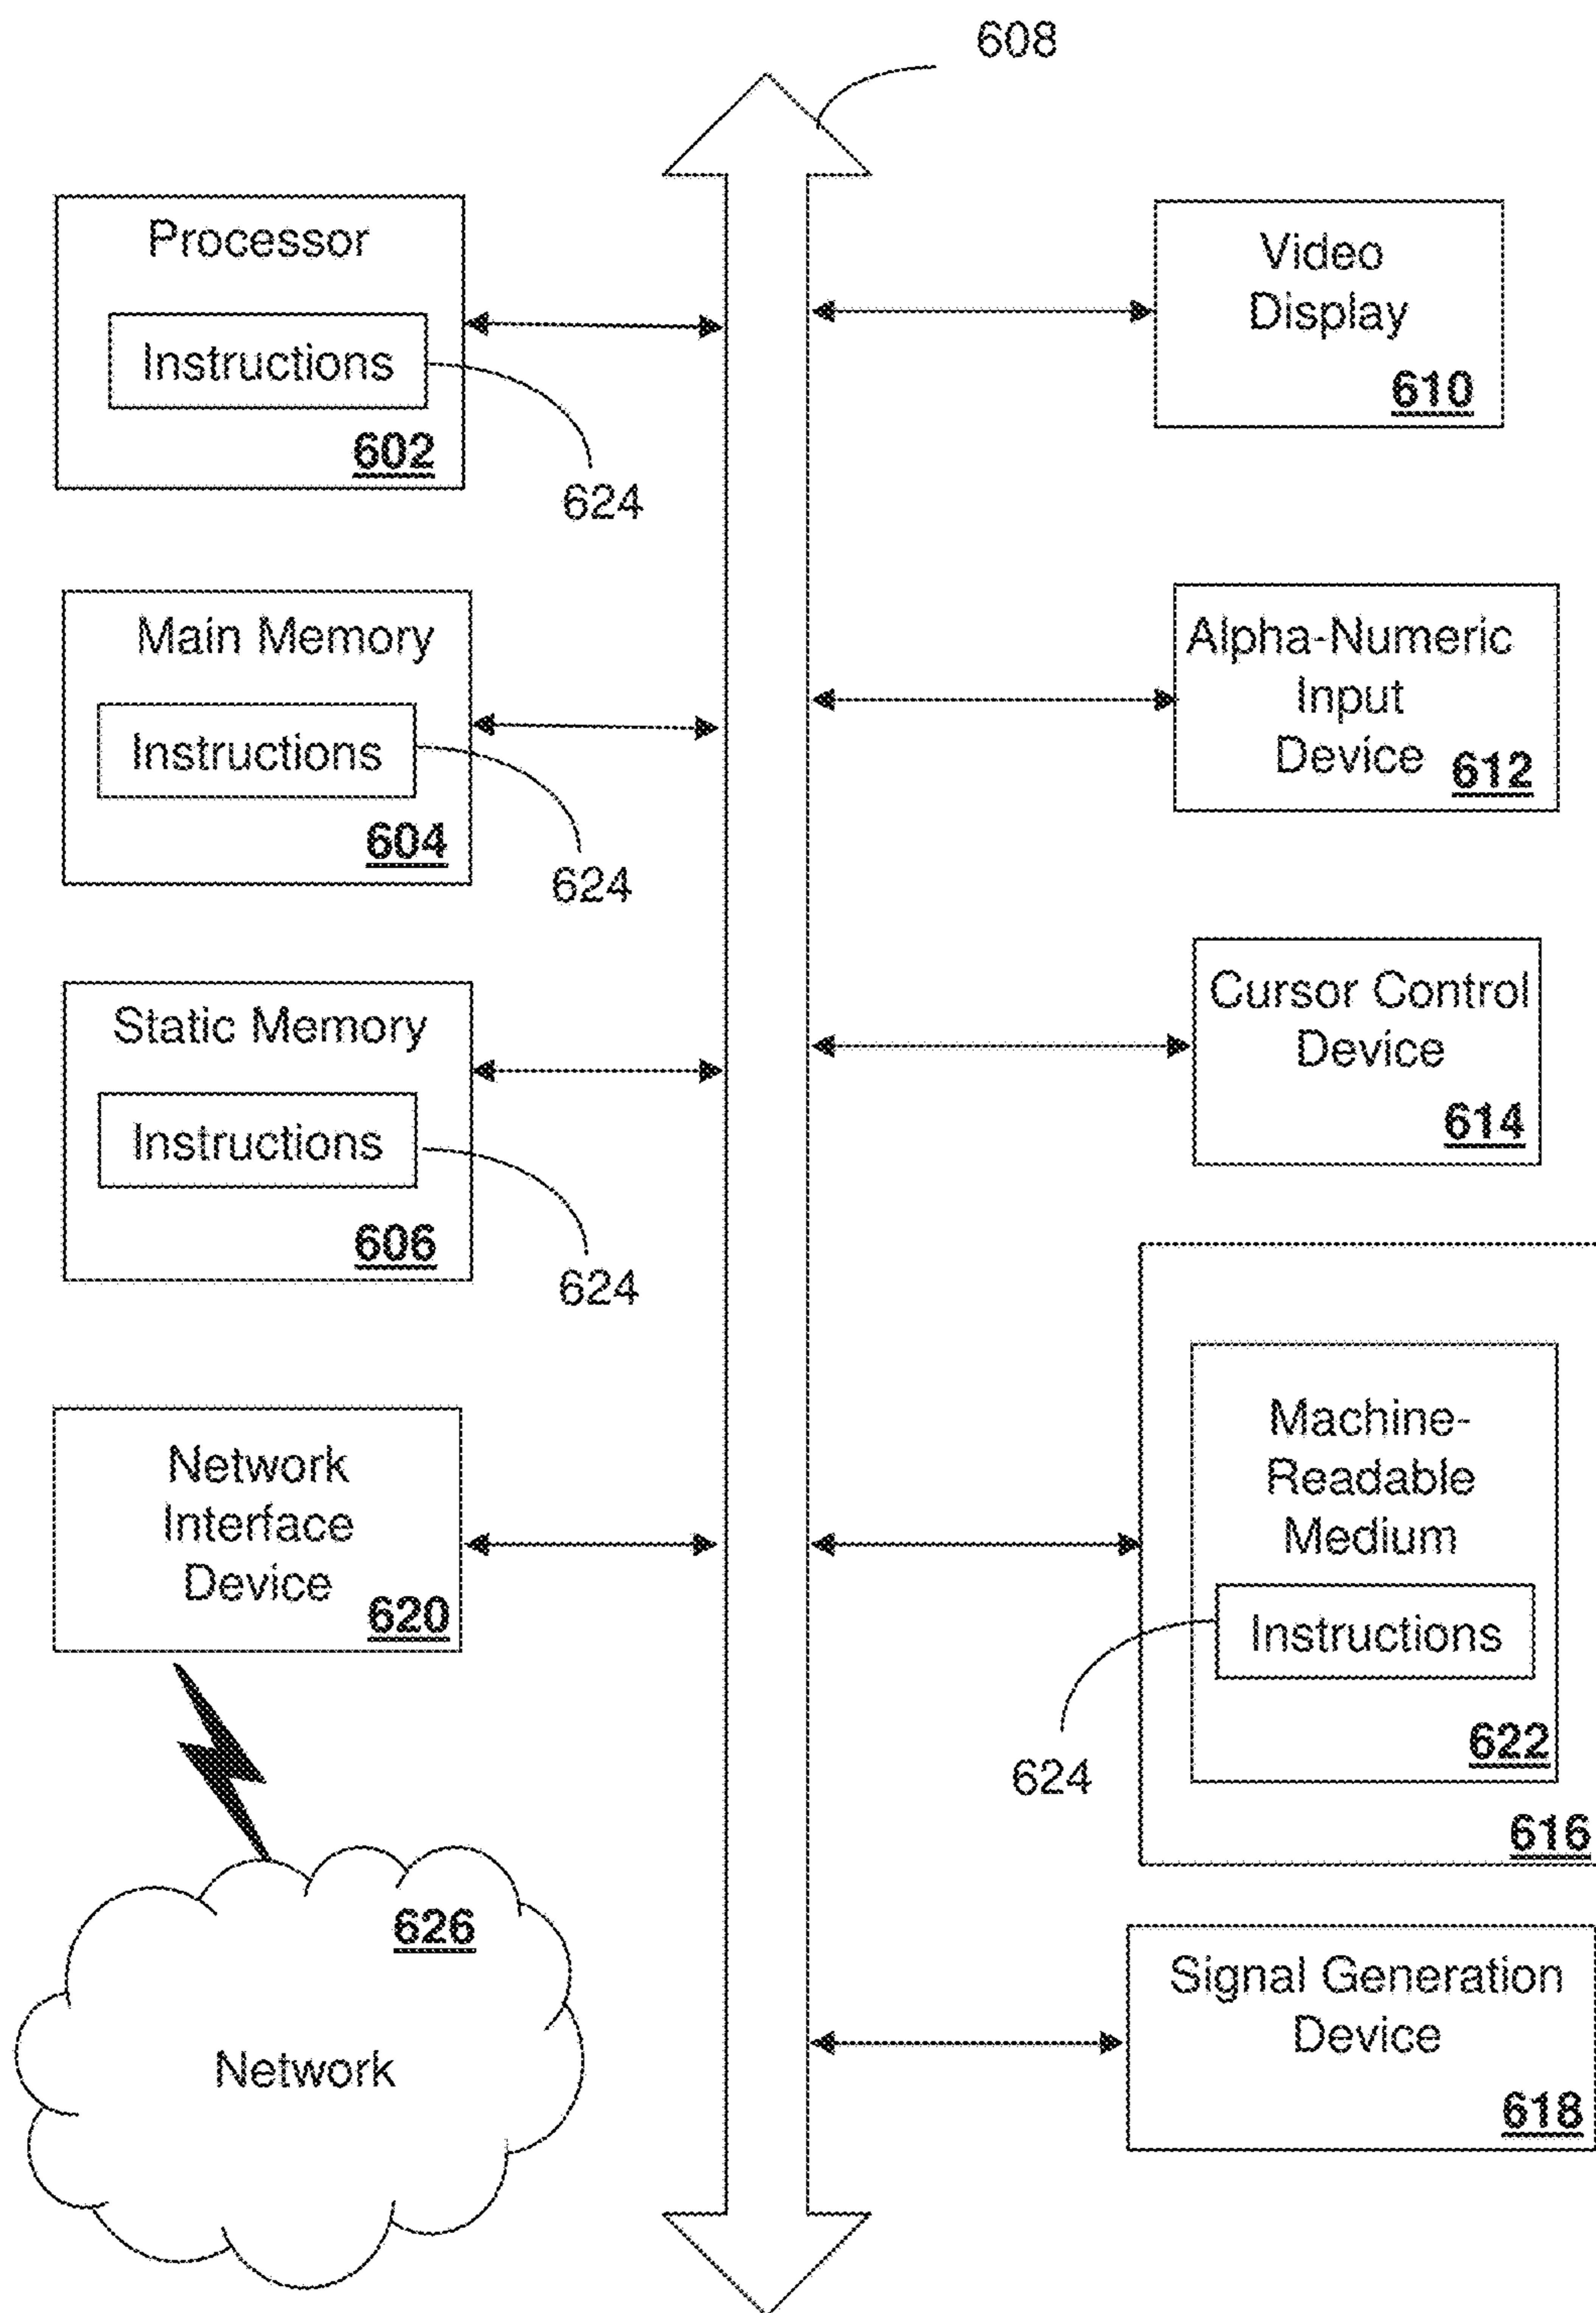 608
Processor
Instructions
602
624
Main Memory
Instructions
604
624
Static Memory
Instructions
606
624
Network
Interface
Device
620
626
Network
Video
Display
610
Alpha-Numeric
Input
Device 612
Cursor Control
Device
614
Machine-
Readable
Medium
Instructions
622
624
616
Signal Generation
Device
618